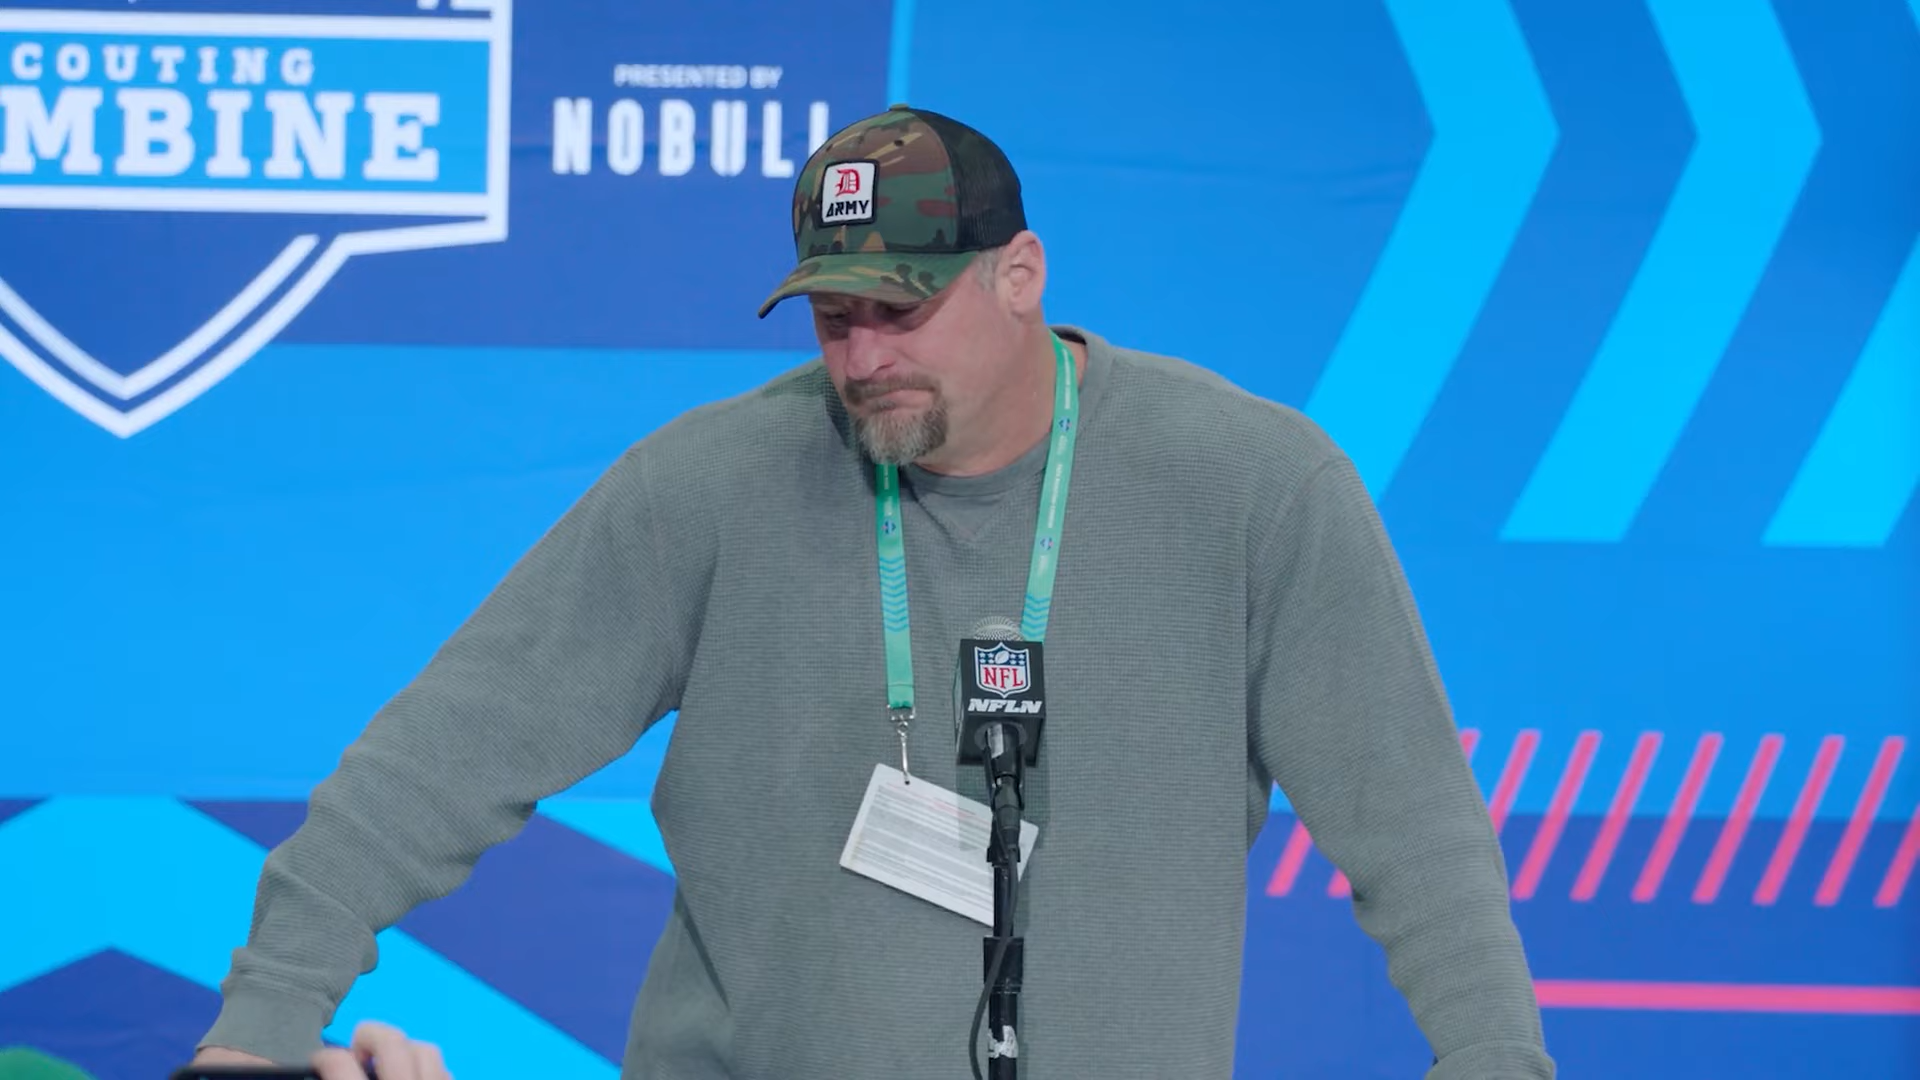 COUTING
MBINE
PRESENTED BY
NOBULL
D
ARMY
NFL
NFLN